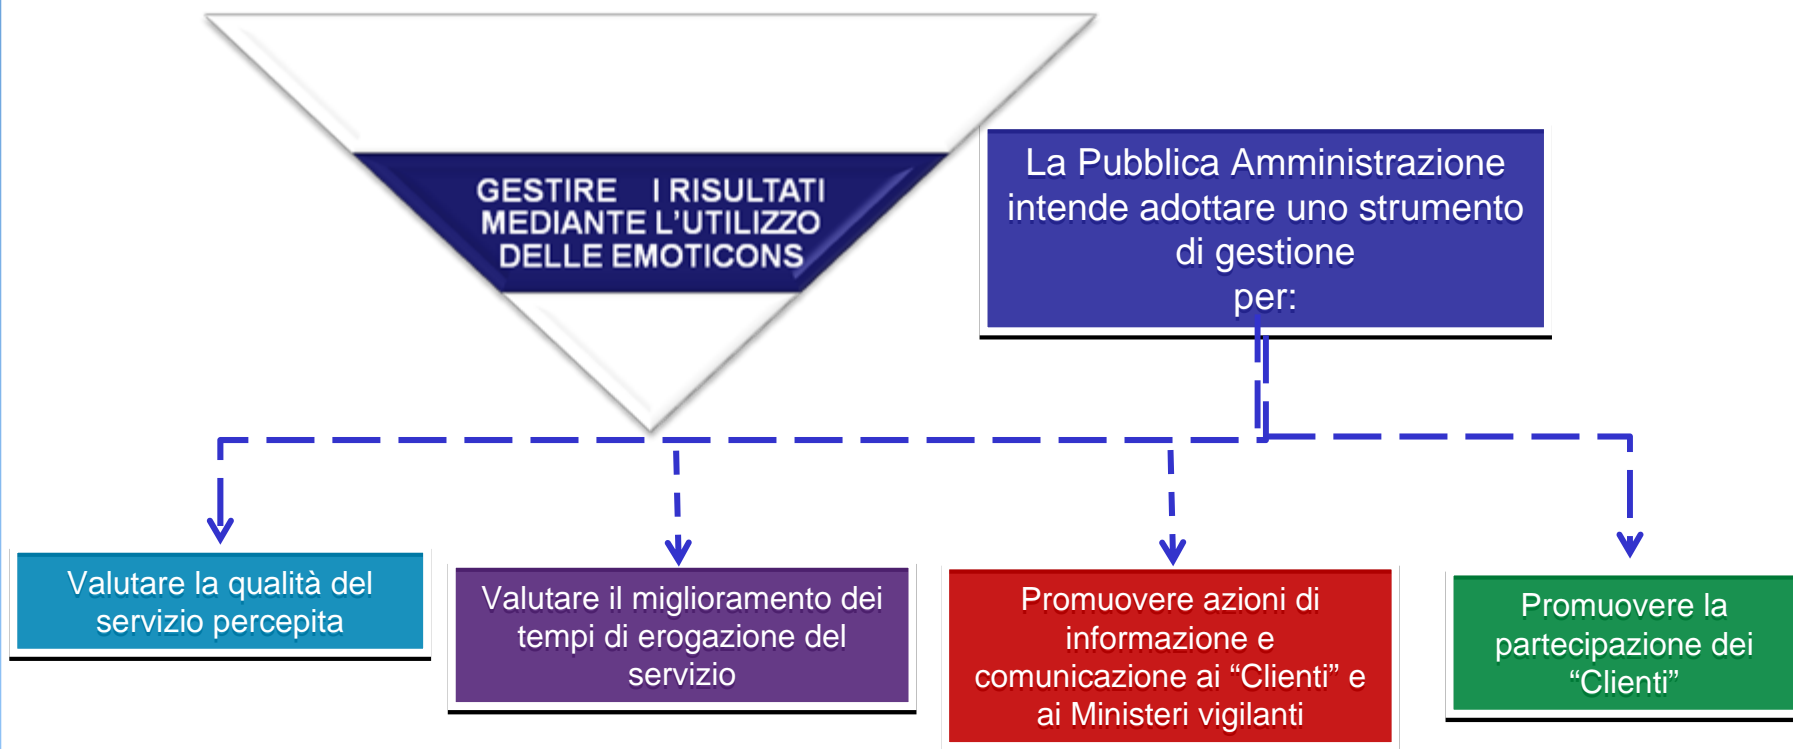 GESTIRE I RISULTATI
MEDIANTE L’UTILIZZO
DELLE EMOTICONS
La Pubblica Amministrazione
intende adottare uno strumento
di gestione
per:
Valutare la qualità del
servizio percepita
Valutare il miglioramento dei
tempi di erogazione del
servizio
Promuovere azioni di
informazione e
comunicazione ai “Clienti” e
ai Ministeri vigilanti
Promuovere la
partecipazione dei
“Clienti”